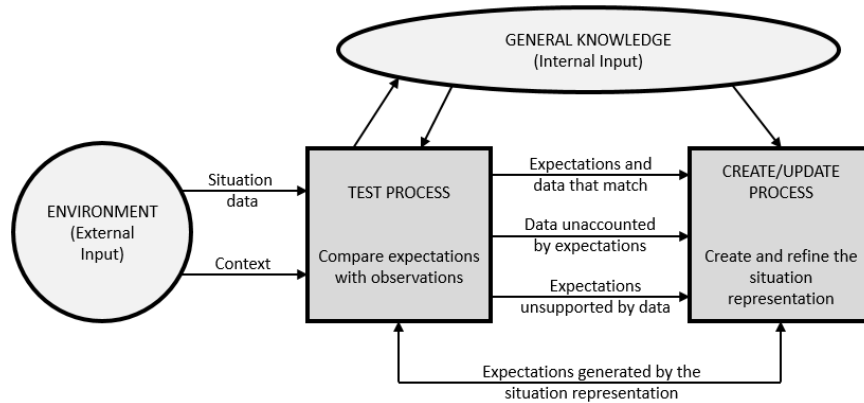 GENERAL KNOWLEDGE
(Internal Input)
ENVIRONMENT
(External
Input)
Situation
data
Context
TEST PROCESS
Compare expectations
with observations
Expectations and
data that match
Data unaccounted
by expectations
Expectations
unsupported by data
CREATE/UPDATE
PROCESS
Create and refine the
situation
representation
Expectations generated by the
situation representation